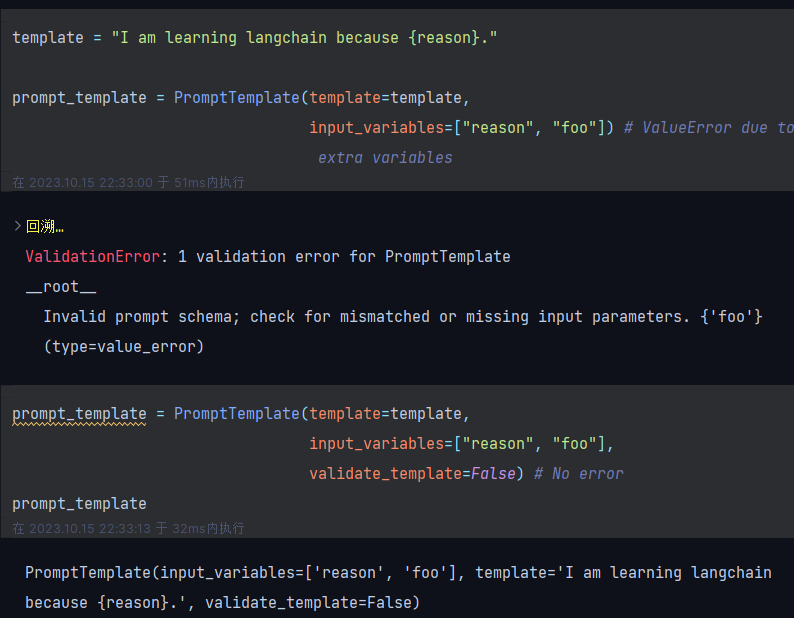 template = "I am learning langchain because {reason}."
prompt_template = PromptTemplate(template=template,
input_variables=["reason", "foo"]) # ValueError due to
extra variables
在 2023.10.15 22:33:00 于 51ms内执行
> 回溯…
ValidationError: 1 validation error for PromptTemplate
__root__
Invalid prompt schema; check for mismatched or missing input parameters. {'foo'}
(type=value_error)
prompt_template = PromptTemplate(template=template,
input_variables=["reason", "foo"],
validate_template=False) # No error
prompt_template
在 2023.10.15 22:33:13 于 32ms内执行
PromptTemplate(input_variables=['reason', 'foo'], template='I am learning langchain
because {reason}.', validate_template=False)